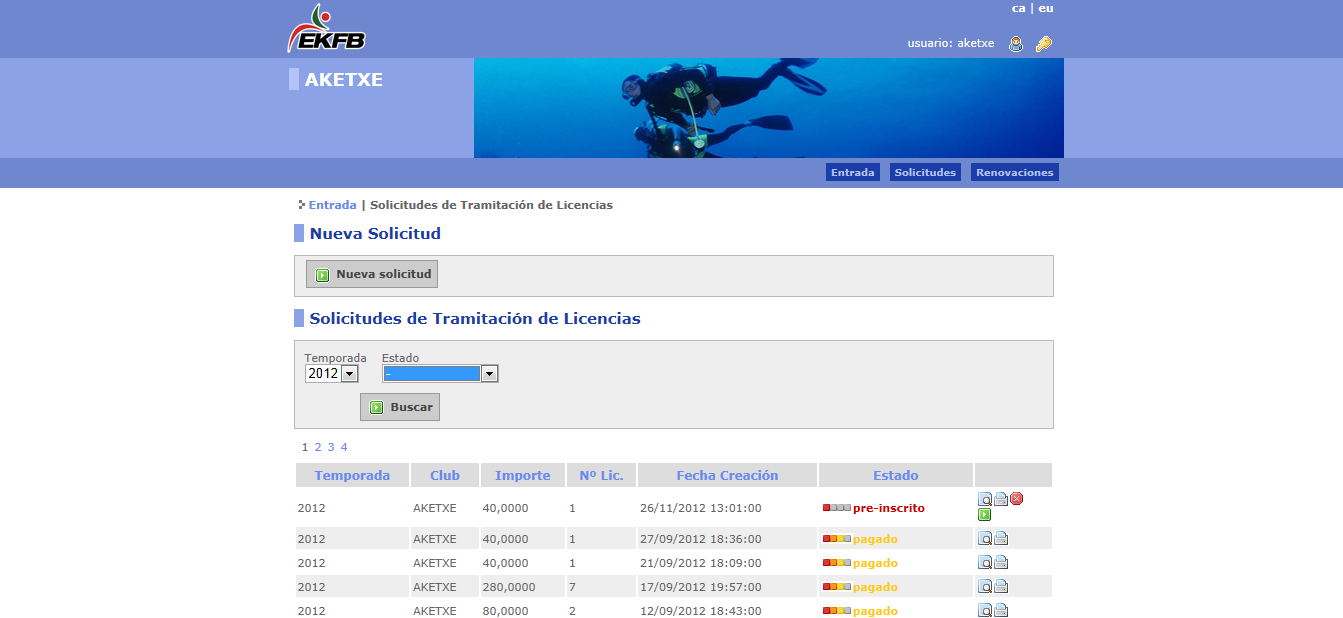 ca | eu
EKFB
usuario: aketxe
AKETXE
Entrada Solicitudes Renovaciones
Entrada | Solicitudes de Tramitación de Licencias
Nueva Solicitud
Nueva solicitud
Solicitudes de Tramitación de Licencias
Temporada Estado
2012 -
Buscar
1 2 3 4
Temporada Club Importe Nº Lic. Fecha Creación Estado
2012 AKETXE 40,0000 1 26/11/2012 13:01:00 pre-inscrito
2012 AKETXE 40,0000 1 27/09/2012 18:36:00 pagado
2012 AKETXE 40,0000 1 21/09/2012 18:09:00 pagado
2012 AKETXE 280,0000 7 17/09/2012 19:57:00 pagado
2012 AKETXE 80,0000 2 12/09/2012 18:43:00 pagado